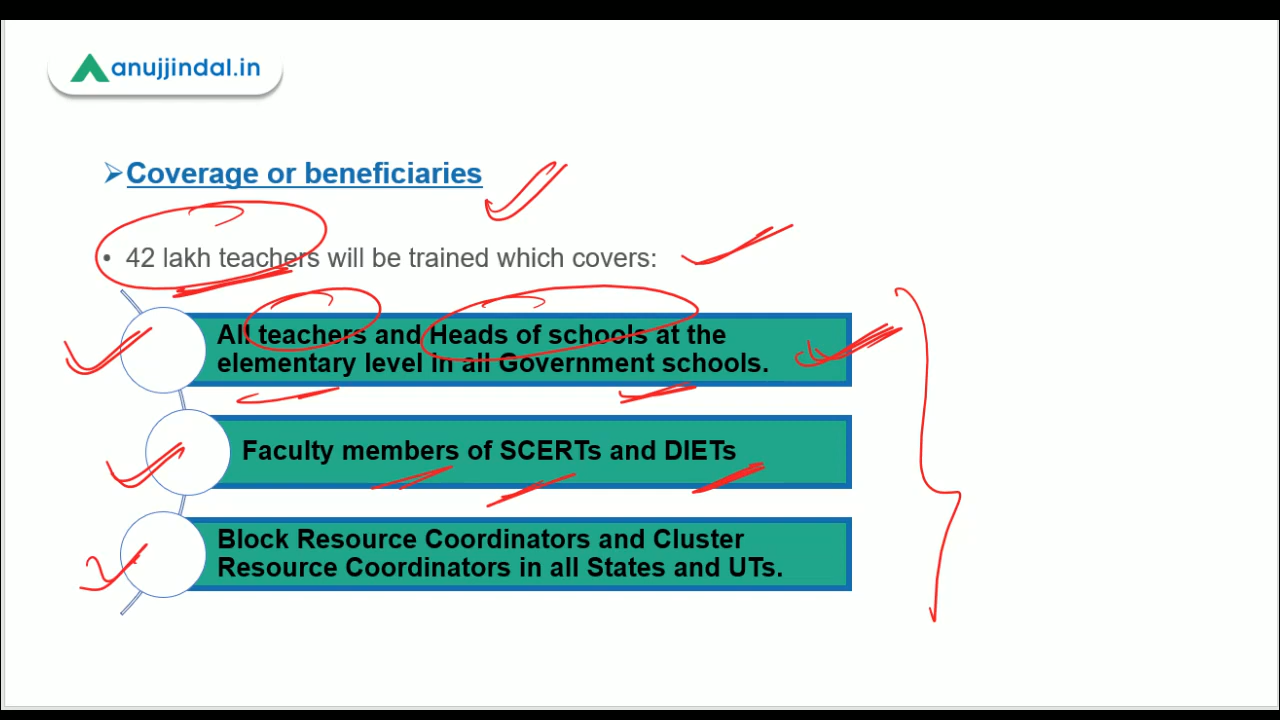 anujjindal.in
Coverage or beneficiaries
• 42 lakh teachers will be trained which covers:
All teachers and Heads of schools at the
elementary level in all Government schools.
Faculty members of SCERTs and DIETs
Block Resource Coordinators and Cluster
Resource Coordinators in all States and UTs.